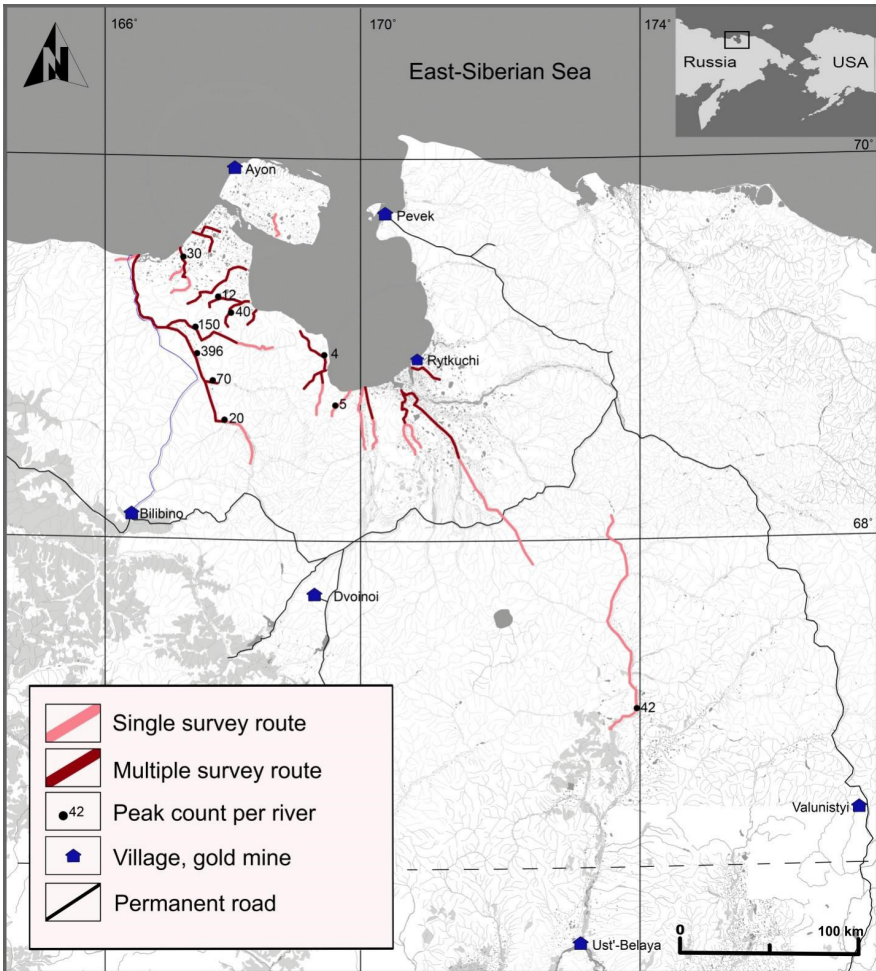 166°
170°
174°
East-Siberian Sea
Russia
USA
N
70°
Ayon
Pevek
30
12
40
150
396
4
Rytkuchi
70
5
20
Bilibino
68°
Dvoinoi
42
Single survey route
Multiple survey route
42 Peak count per river
Village, gold mine
Permanent road
Valunistyi
Ust'-Belaya
0 100 km